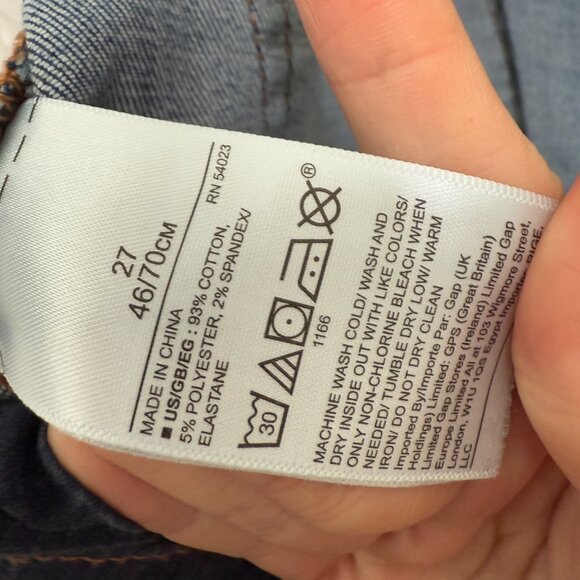 27
46/70CM
RN 54023
MADE IN CHINA
■ US/GB/EG : 93% COTTON,
5% POLYESTER, 2% SPANDEX/
ELASTANE
30
®
1166
MACHINE WASH COLD/ WASH AND
DRY INSIDE OUT WITH LIKE COLORS/
ONLY NON-CHLORINE BLEACH WHEN
NEEDED/ TUMBLE DRY LOW/ WARM
IRON/ DO NOT DRY CLEAN
Imported By/Importe Par: Gap (UK
Holdings) Limited: GPS (Great Britain)
Limited Gap Stores (Ireland) Limited Gap
Europe Limited All at 103 Wigmore Street,
London, W1U 1QS Egypt Importer
LLC